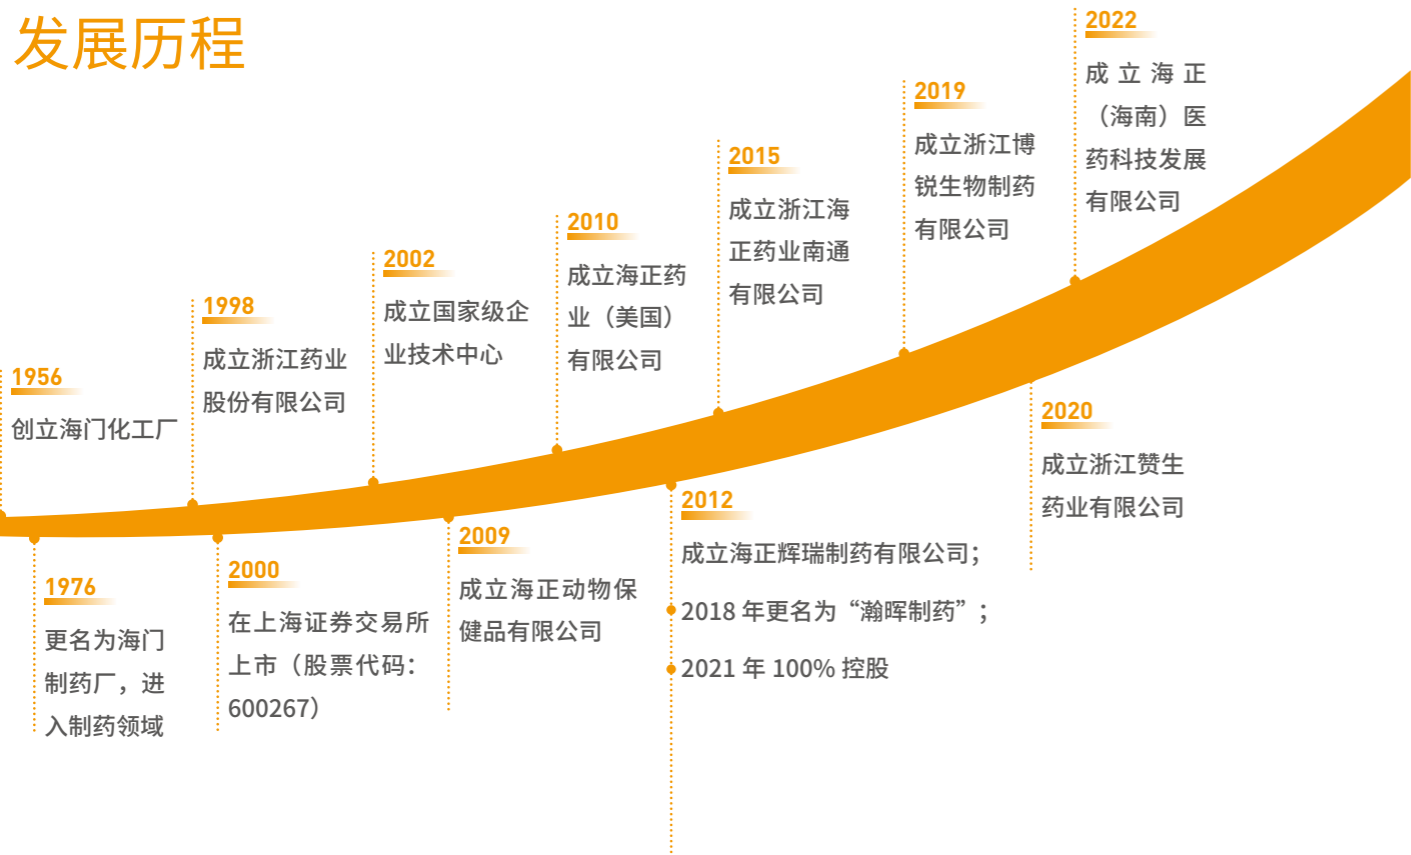 发展历程
1956
创立海门化工厂
1976
更名为海门
制药厂，进
入制药领域
1998
成立浙江药业
股份有限公司
2000
在上海证券交易所
上市（股票代码：
600267）
2002
成立国家级企
业技术中心
2009
成立海正动物保
健品有限公司
2010
成立海正药
业（美国）
有限公司
2012
成立海正辉瑞制药有限公司；
2018 年更名为“瀚晖制药”；
2021 年 100% 控股
2015
成立浙江海
正药业南通
有限公司
2019
成立浙江博
锐生物制药
有限公司
2020
成立浙江赞生
药业有限公司
2022
成立海正
（海南）医
药科技发展
有限公司